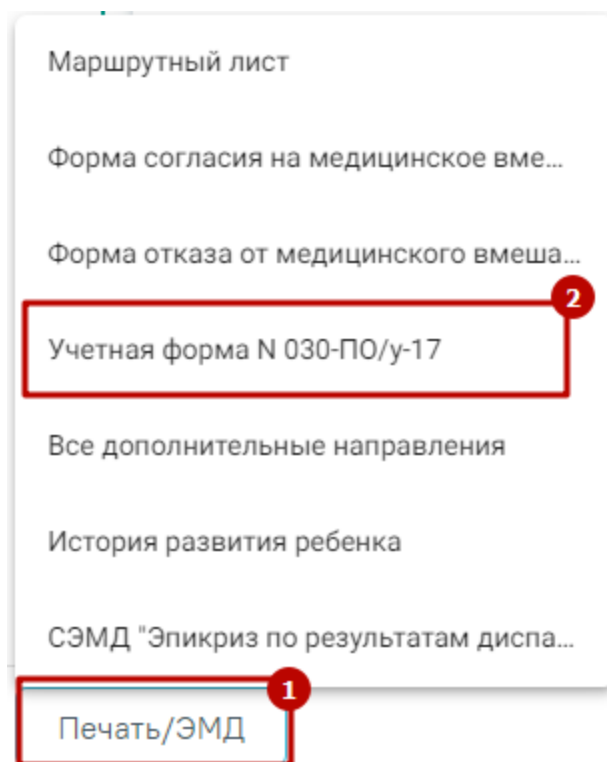 Маршрутный лист
Форма согласия на медицинское вме...
Форма отказа от медицинского вмеша...
2
Учетная форма N 030-ПО/у-17
Все дополнительные направления
История развития ребенка
СЭМД "Эпикриз по результатам диспа...
1
Печать/ЭМД